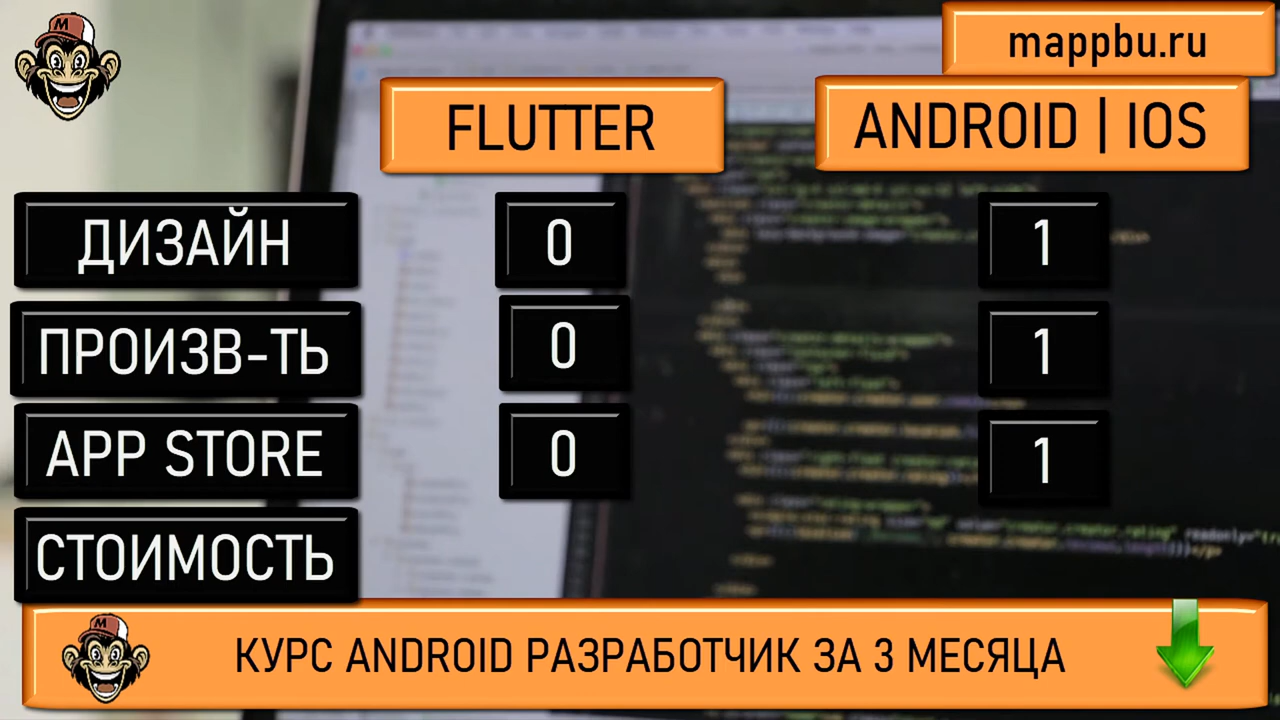 mappbu.ru
FLUTTER
ANDROID | IOS
ДИЗАЙН
0
1
ПРОИЗВ-ТЬ
0
1
APP STORE
0
1
СТОИМОСТЬ
КУРС ANDROID РАЗРАБОТЧИК ЗА 3 МЕСЯЦА